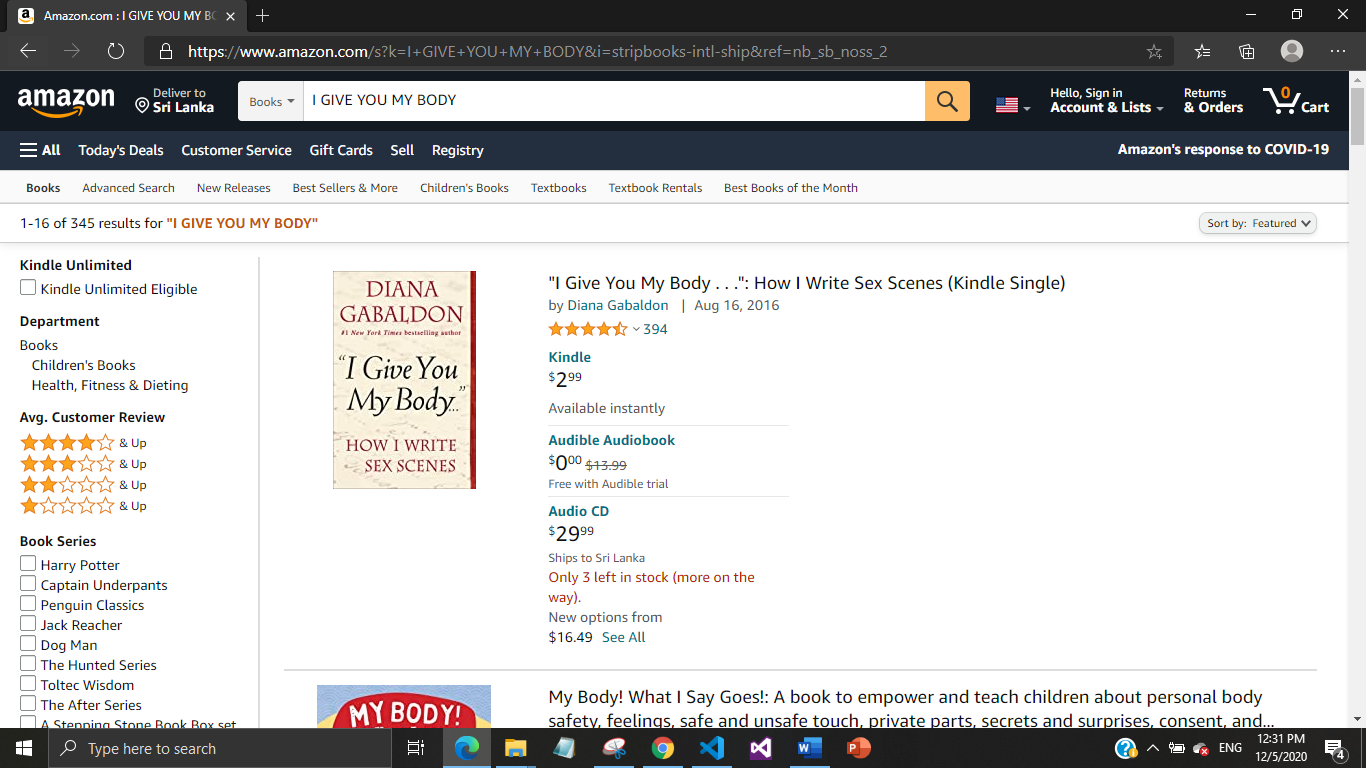 Amazon.com : I GIVE YOU MY BO
https://www.amazon.com/s?k=I+GIVE+YOU+MY+BODY&i=stripbooks-intl-ship&ref=nb_sb_noss_2
amazon
Deliver to
Sri Lanka
Books
I GIVE YOU MY BODY
Hello, Sign in
Account & Lists
Returns
& Orders
0
Cart
All Today's Deals Customer Service Gift Cards Sell Registry
Amazon's response to COVID-19
Books Advanced Search New Releases Best Sellers & More Children's Books Textbooks Textbook Rentals Best Books of the Month
1-16 of 345 results for "I GIVE YOU MY BODY"
Sort by: Featured
Kindle Unlimited
Kindle Unlimited Eligible
Department
Books
Children's Books
Health, Fitness & Dieting
Avg. Customer Review
& Up
& Up
& Up
& Up
Book Series
Harry Potter
Captain Underpants
Penguin Classics
Jack Reacher
Dog Man
The Hunted Series
Toltec Wisdom
The After Series
A Stepping Stone Book Box set
DIANA
GABALDON
#1 New York Times bestselling author
"I Give You
My Body..."
HOW I WRITE
SEX SCENES
"I Give You My Body . . .": How I Write Sex Scenes (Kindle Single)
by Diana Gabaldon | Aug 16, 2016
394
Kindle
$2 99
Available instantly
Audible Audiobook
$0 00 $13.99
Free with Audible trial
Audio CD
$29 99
Ships to Sri Lanka
Only 3 left in stock (more on the
way).
New options from
$16.49 See All
MY BODY!
My Body! What I Say Goes!: A book to empower and teach children about personal body
safety, feelings, safe and unsafe touch, private parts, secrets and surprises, consent, and...
Type here to search
ENG
12:31 PM
12/5/2020
4